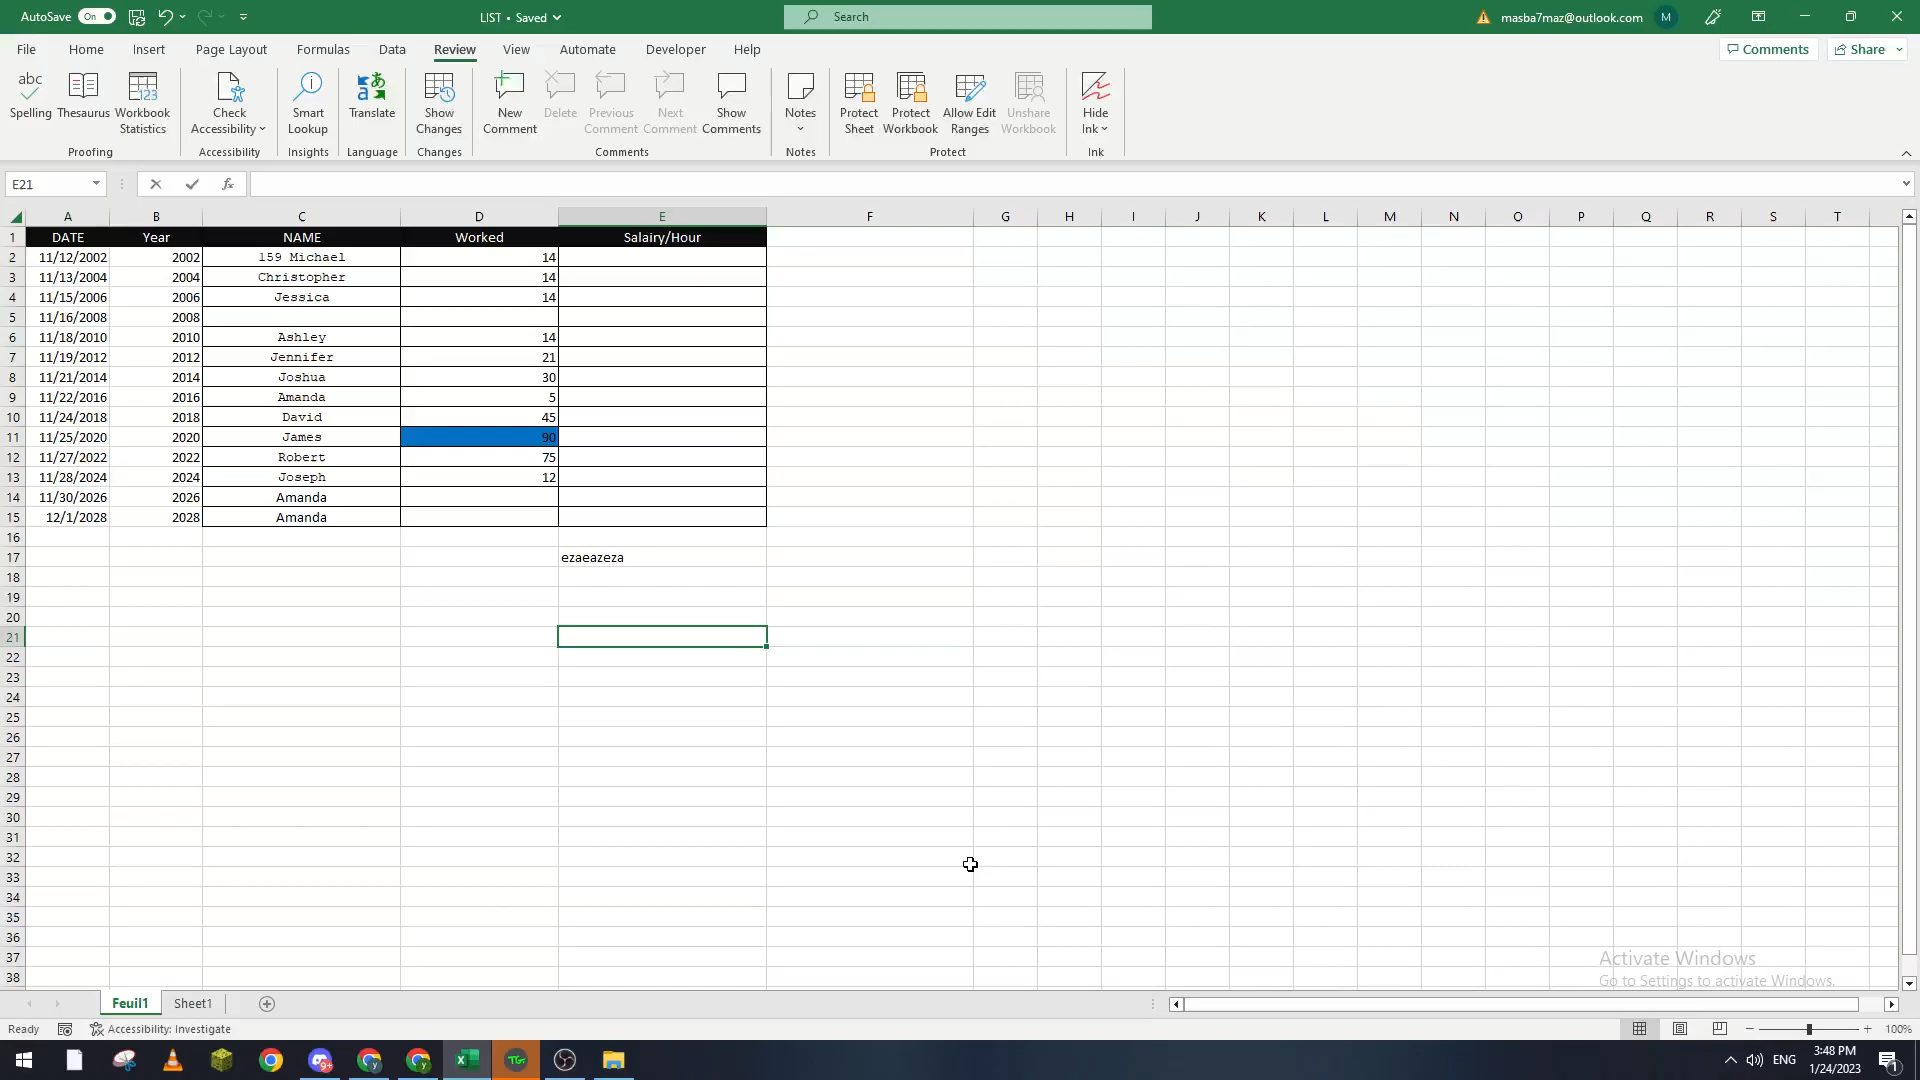 AutoSave On LIST • Saved Search masba7maz@outlook.com M
File Home Insert Page Layout Formulas Data Review View Automate Developer Help Comments Share
abc
Spelling Thesaurus Workbook Statistics Check Accessibility Smart Lookup Translate Show Changes New Comment Delete Previous Comment Next Comment Show Comments Notes Protect Sheet Protect Workbook Allow Edit Ranges Unshare Workbook Hide Ink
Proofing Accessibility Insights Language Changes Comments Notes Protect Ink
E21 fx
A B C D E F G H I J K L M N O P Q R S T
1 DATE Year NAME Worked Salairy/Hour
2 11/12/2002 2002 159 Michael 14
3 11/13/2004 2004 Christopher 14
4 11/15/2006 2006 Jessica 14
5 11/16/2008 2008
6 11/18/2010 2010 Ashley 14
7 11/19/2012 2012 Jennifer 21
8 11/21/2014 2014 Joshua 30
9 11/22/2016 2016 Amanda 5
10 11/24/2018 2018 David 45
11 11/25/2020 2020 James 90
12 11/27/2022 2022 Robert 75
13 11/28/2024 2024 Joseph 12
14 11/30/2026 2026 Amanda
15 12/1/2028 2028 Amanda
16
17 ezaeazeza
18
19
20
21
22
23
24
25
26
27
28
29
30
31
32
33
34
35
36
37 Activate Windows
38 Go to Settings to activate Windows.
Feuil1 Sheet1
Ready Accessibility: Investigate 100%
9+ TG ENG 3:48 PM
1/24/2023 1